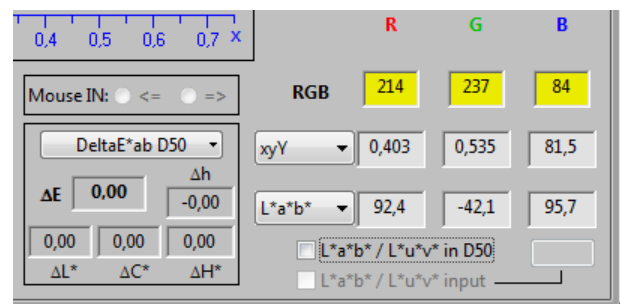 0,4 0,5 0,6 0,7 x
R G B
RGB 214 237 84
Mouse IN: <= =>
xyY 0,403 0,535 81,5
DeltaE*ab D50
Δh
ΔE 0,00 -0,00
L*a*b* 92,4 -42,1 95,7
0,00 0,00 0,00
ΔL* ΔC* ΔH*
L*a*b* / L*u*v* in D50
L*a*b* / L*u*v* input